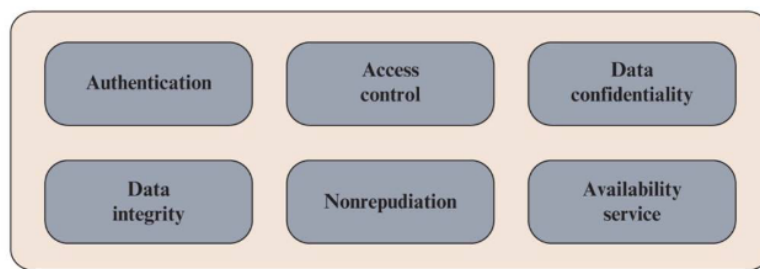 Authentication
Access
control
Data
confidentiality
Data
integrity
Nonrepudiation
Availability
service